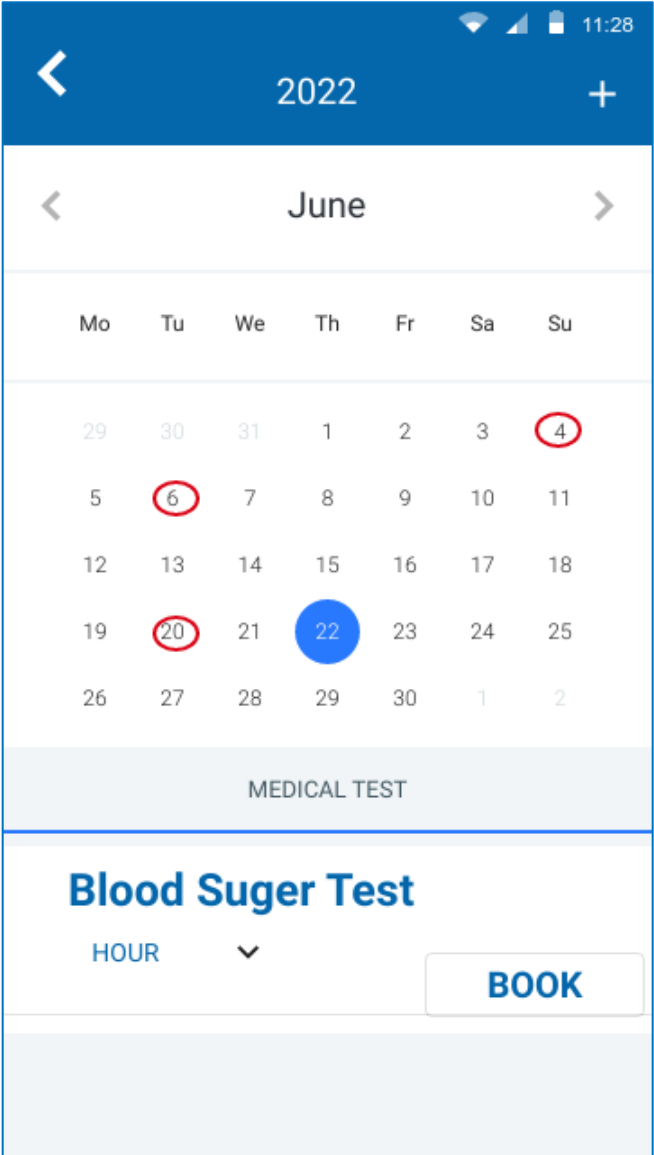 11:28
2022 +
June
Mo Tu We Th Fr Sa Su
29 30 31 1 2 3 4
5 6 7 8 9 10 11
12 13 14 15 16 17 18
19 20 21 22 23 24 25
26 27 28 29 30 1 2
MEDICAL TEST
Blood Suger Test
HOUR
BOOK